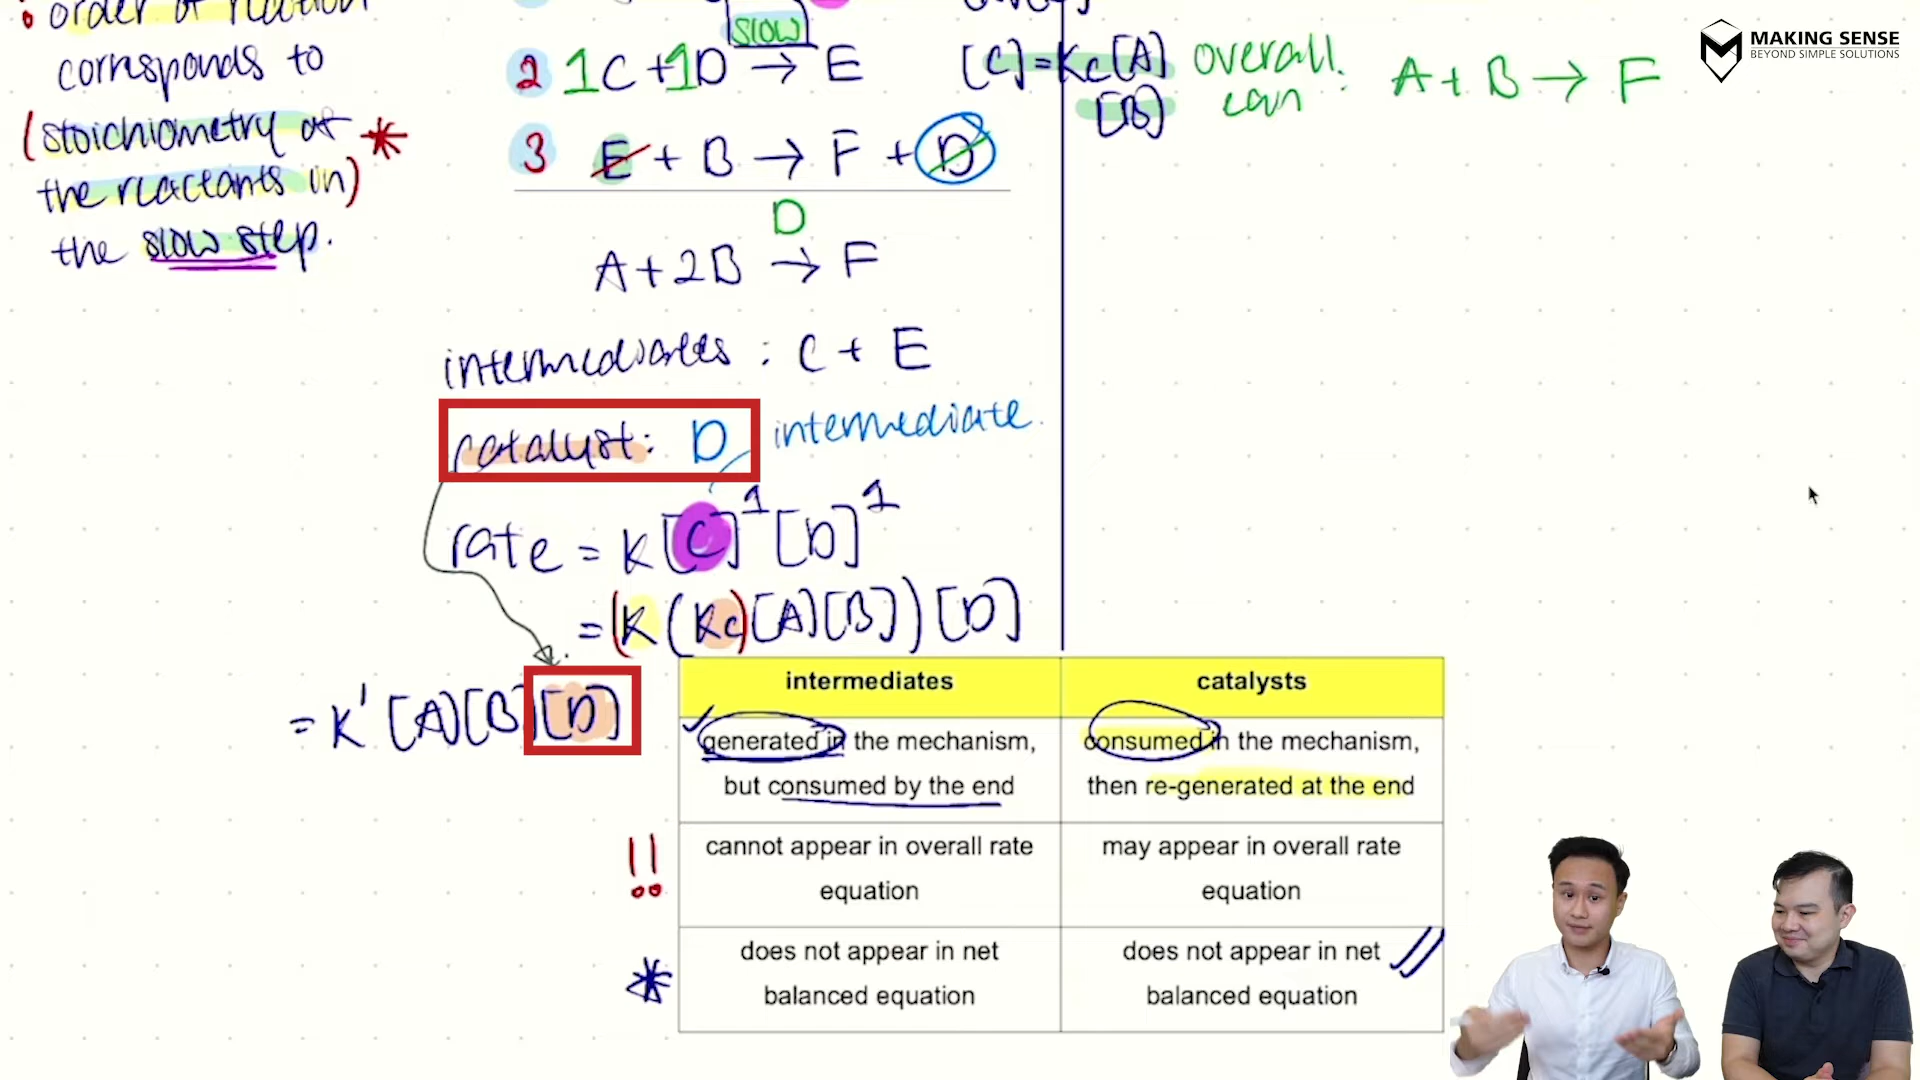 order of reaction
corresponds to
(stoichiometry of *
the reactants in)
the slow step.
slow
2 1C + 1D → E
3 E + B → F + D
D
A + 2B → F
intermediates : C + E
catalyst: D intermediate.
rate = k[C]¹[D]¹
= (k(Kc)[A][B])[D]
= k'[A][B][D]
[C] = Kc[A]
[B]
overall
eqn :
A + B → F
MAKING SENSE
BEYOND SIMPLE SOLUTIONS
intermediates catalysts
generated in the mechanism,
but consumed by the end
consumed in the mechanism,
then re-generated at the end
!!
cannot appear in overall rate
equation
may appear in overall rate
equation
*
does not appear in net
balanced equation
does not appear in net
balanced equation